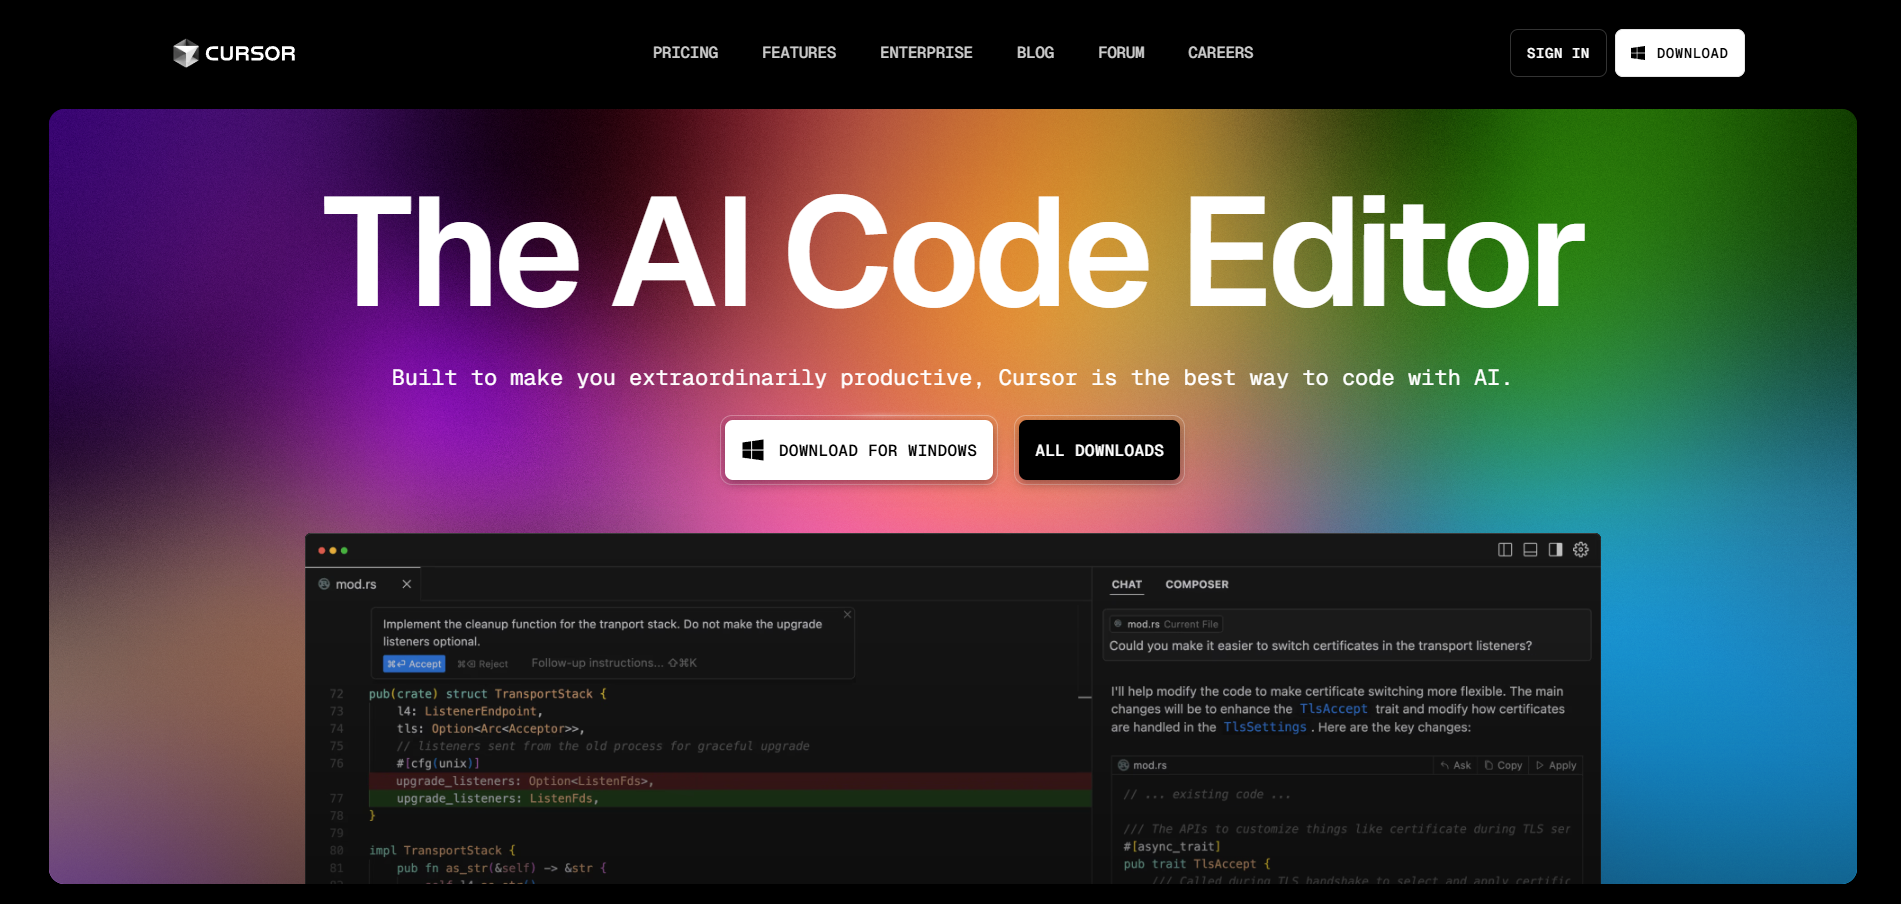 CURSOR
PRICING FEATURES ENTERPRISE BLOG FORUM CAREERS
SIGN IN DOWNLOAD
The AI Code Editor
Built to make you extraordinarily productive, Cursor is the best way to code with AI.
DOWNLOAD FOR WINDOWS ALL DOWNLOADS
mod.rs
Implement the cleanup function for the tranport stack. Do not make the upgrade
listeners optional.
⌘⏎ Accept ⌘⌫ Reject Follow-up instructions... ⇧⌘K
72 pub(crate) struct TransportStack {
73 l4: ListenerEndpoint,
74 tls: Option<Arc<Acceptor>>,
75 // listeners sent from the old process for graceful upgrade
76 #[cfg(unix)]
upgrade_listeners: Option<ListenFds>,
77 upgrade_listeners: ListenFds,
78 }
79
80 impl TransportStack {
81 pub fn as_str(&self) -> &str {
CHAT COMPOSER
mod.rs Current File
Could you make it easier to switch certificates in the transport listeners?
I'll help modify the code to make certificate switching more flexible. The main
changes will be to enhance the TlsAccept trait and modify how certificates
are handled in the TlsSettings . Here are the key changes:
mod.rs Ask Copy Apply
// ... existing code ...
/// The APIs to customize things like certificate during TLS ser
#[async_trait]
pub trait TlsAccept {
/// Called during TLS handshake to select and apply certific